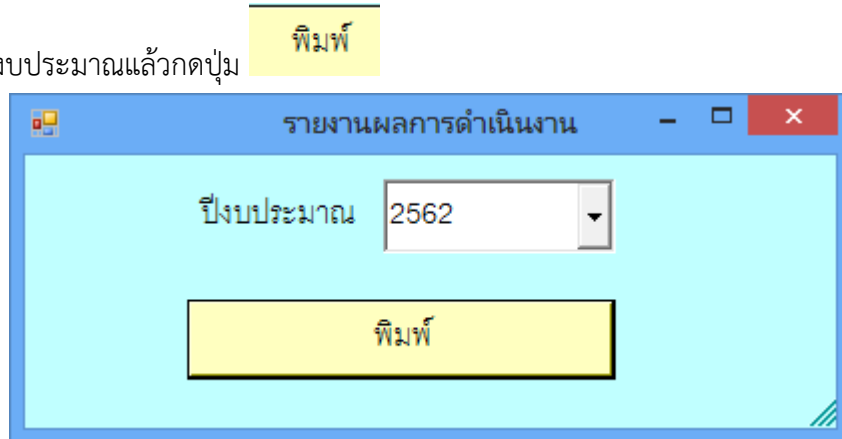 งบประมาณแล้วกดปุ่ม พิมพ์
รายงานผลการดำเนินงาน
ปีงบประมาณ 2562
พิมพ์